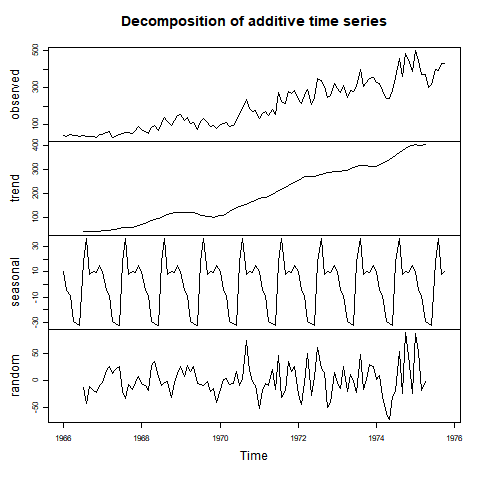 Decomposition of additive time series
observed
100 300 500
trend
100 200 300 400
seasonal
-30 -10 10 30
random
-50 0 50
1966 1968 1970 1972 1974 1976
Time